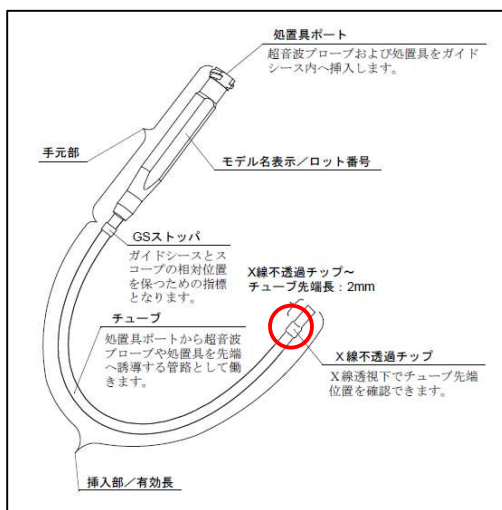 処置具ポート
超音波プローブおよび処置具をガイド
シース内へ挿入します。
手元部
モデル名表示／ロット番号
GSストッパ
ガイドシースとス
コープの相対位置
を保つための指標
となります。
X線不透過チップ～
チューブ先端長：2mm
チューブ
処置具ポートから超音波
プローブや処置具を先端
へ誘導する管路として働
きます。
X線不透過チップ
X線透視下でチューブ先端
位置を確認できます。
挿入部／有効長